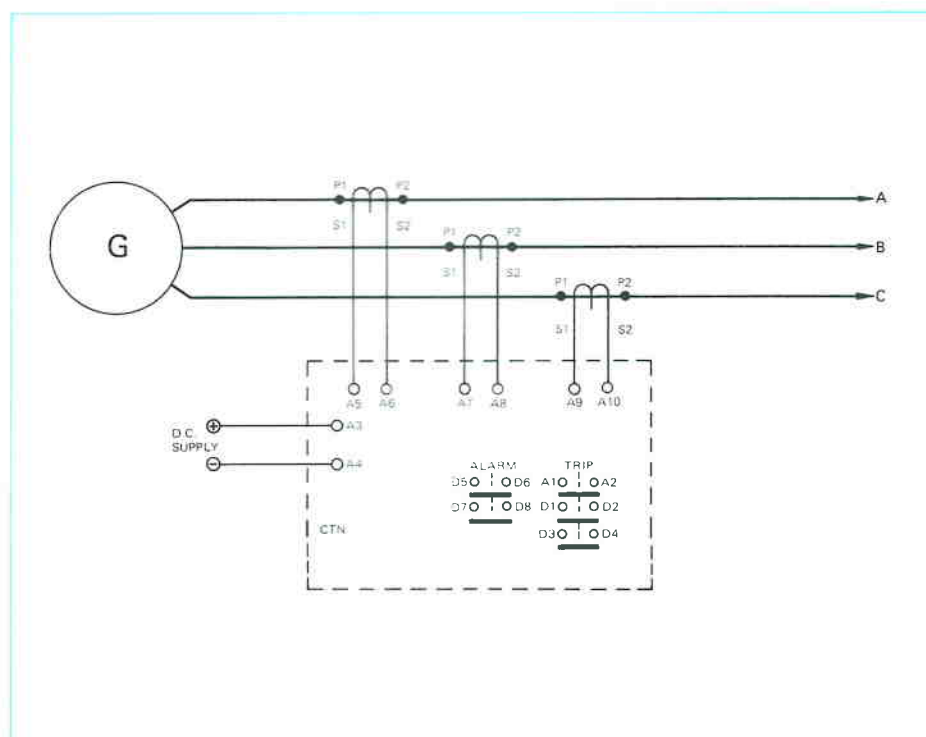 P1 P2
A
S1 S2
G
P1 P2
B
S1 S2
P1 P2
C
S1 S2
A5 A6 A7 A8 A9 A10
+ A3
D.C.
SUPPLY
− A4
ALARM TRIP
D5 D6 A1 A2
D7 D8 D1 D2
CTN
D3 D4